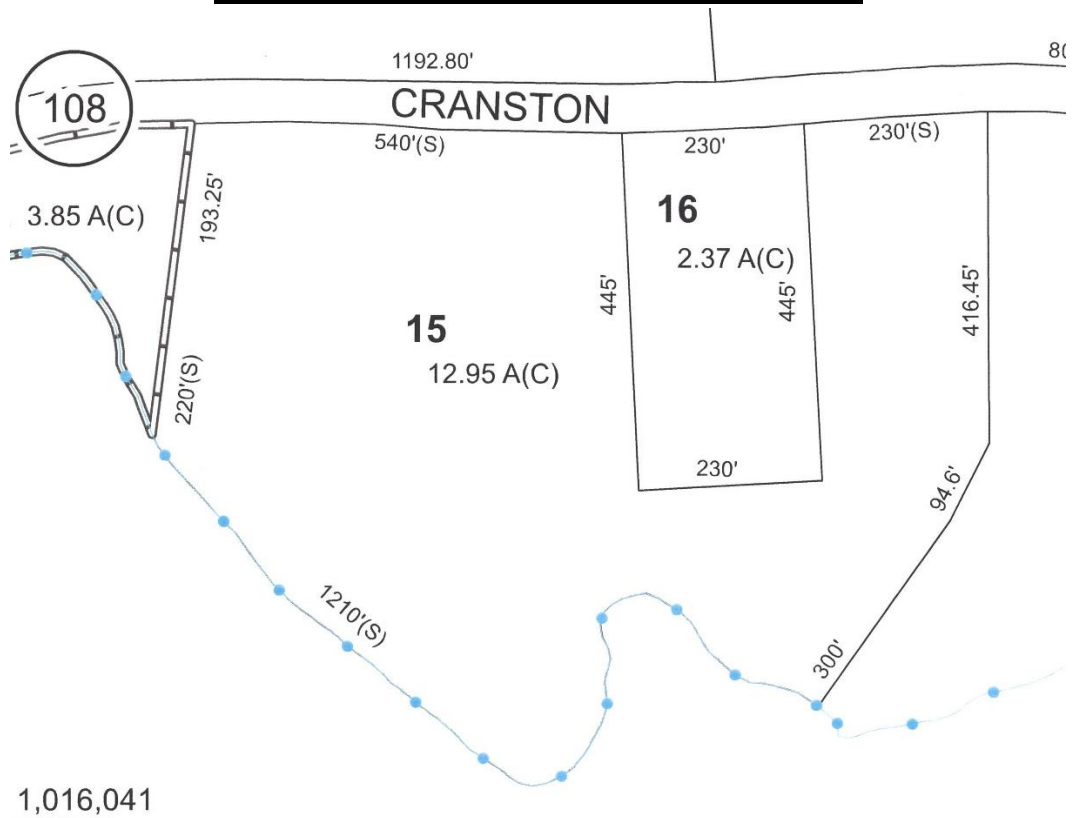 1192.80'
80
108
CRANSTON
540'(S)
230'
230'(S)
193.25'
3.85 A(C)
16
2.37 A(C)
445'
445'
416.45'
15
12.95 A(C)
220'(S)
230'
94.6'
1210'(S)
300'
1,016,041